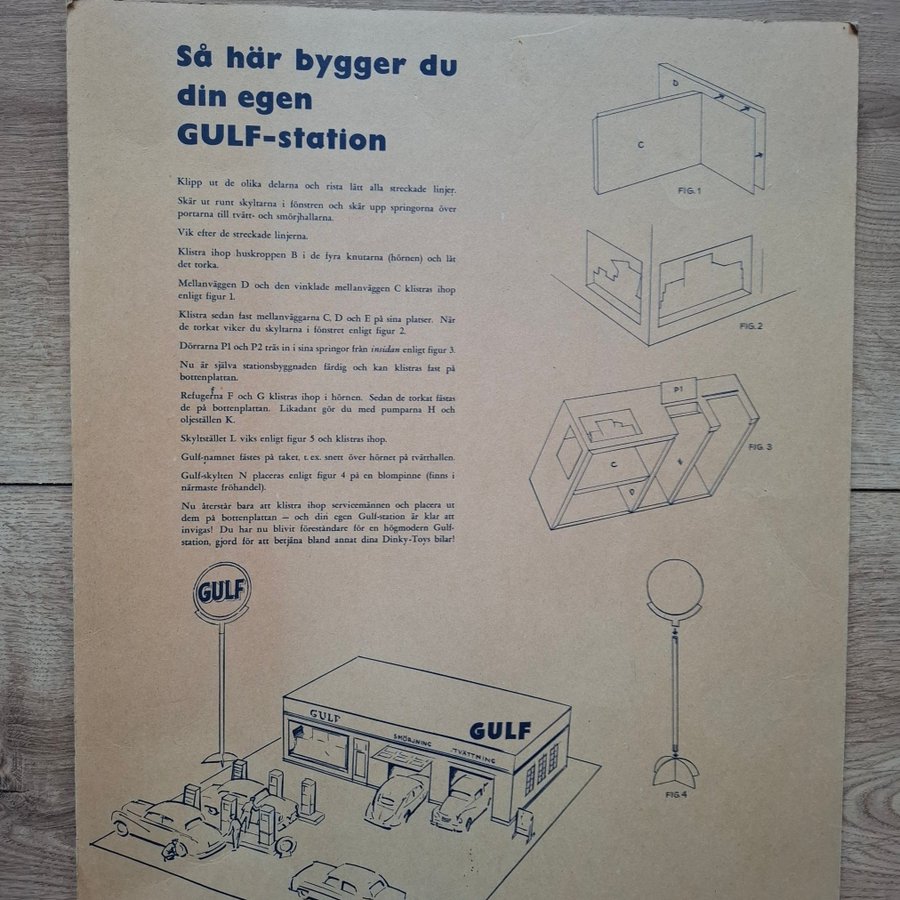 Så här bygger du
din egen
GULF-station
Klipp ut de olika delarna och rista lätt alla streckade linjer.
Skär ut runt skyltarna i fönstren och skär upp springorna över
portarna till tvätt- och smörjhallarna.
Vik efter de streckade linjerna.
Klistra ihop huskroppen B i de fyra knutarna (hörnen) och låt
det torka.
Mellanväggen D och den vinklade mellanväggen C klistras ihop
enligt figur 1.
Klistra sedan fast mellanväggarna C, D och E på sina platser. När
de torkat viker du skyltarna i fönstret enligt figur 2.
Dörrarna P1 och P2 träs in i sina springor från insidan enligt figur 3.
Nu är själva stationsbyggnaden färdig och kan klistras fast på
bottenplattan.
Refugerna F och G klistras ihop i hörnen. Sedan de torkat fästas
de på bottenplattan. Likadant gör du med pumparna H och
oljeställen K.
Skyltstället L viks enligt figur 5 och klistras ihop.
Gulf-namnet fästes på taket, t. ex. snett över hörnet på tvätthallen.
Gulf-skylten N placeras enligt figur 4 på en blompinne (finns i
närmaste fröhandel).
Nu återstår bara att klistra ihop servicemännen och placera ut
dem på bottenplattan — och din egen Gulf-station är klar att
invigas! Du har nu blivit föreståndare för en högmodern Gulf-
station, gjord för att betjäna bland annat dina Dinky-Toys bilar!
D
C
FIG. 1
FIG. 2
P1
C
D
E
FIG. 3
GULF
GULF
GULF
SMÖRJNING
TVÄTTNING
FIG. 4